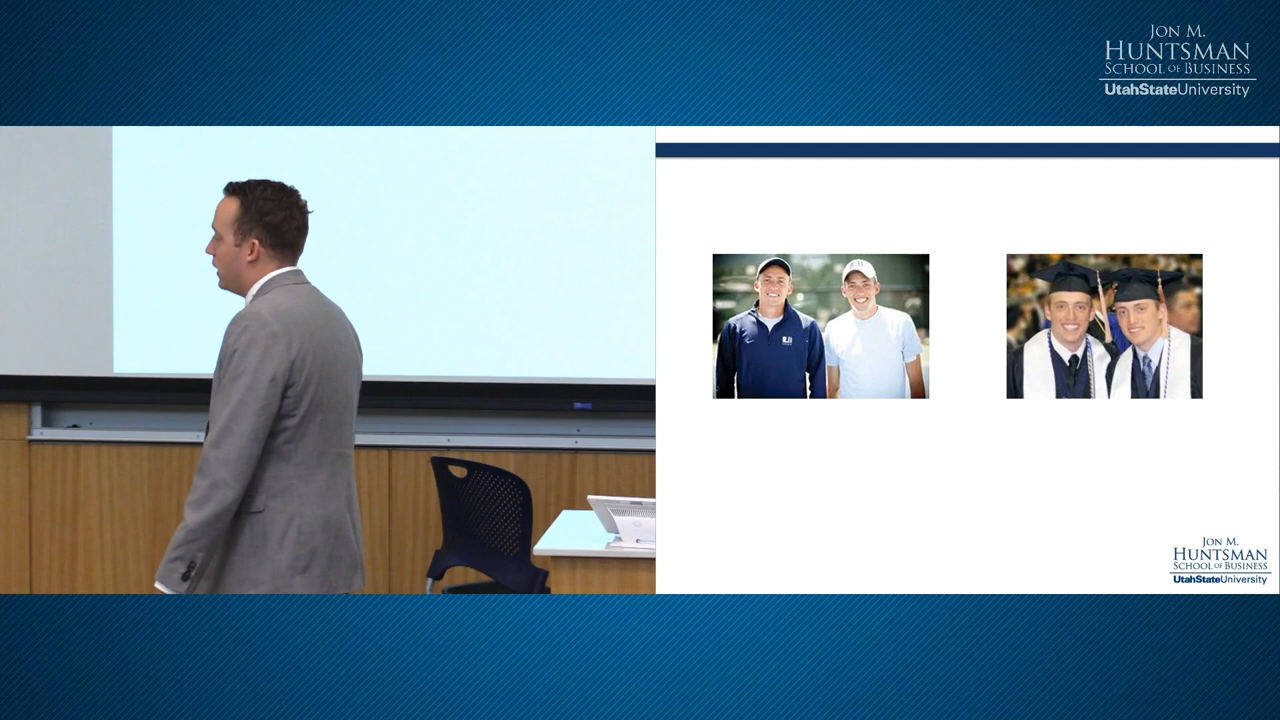 JON M.
HUNTSMAN
SCHOOL OF BUSINESS
UtahStateUniversity
JON M.
HUNTSMAN
SCHOOL OF BUSINESS
UtahStateUniversity